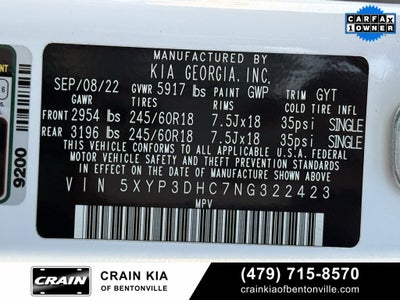 CARFAX
1 OWNER
MANUFACTURED BY
KIA GEORGIA, INC.
SEP/08/22 GVWR 5917 lbs PAINT GWP TRIM GYT
GAWR TIRES RIMS COLD TIRE INFL
FRONT 2954 lbs 245/60R18 7.5Jx18 35psi SINGLE
REAR 3196 lbs 245/60R18 7.5Jx18 35psi SINGLE
THIS VEHICLE CONFORMS TO ALL APPLICABLE FEDERAL
MOTOR VEHICLE SAFETY, BUMPER, AND THEFT PREVENTION
STANDARDS IN EFFECT ON THE DATE OF MANUFACTURE SHOWN ABOVE.
VIN 5XYP3DHC7NG322423
MPV
9200
CRAIN
CRAIN KIA
OF BENTONVILLE
(479) 715-8570
crainkiaofbentonville.com